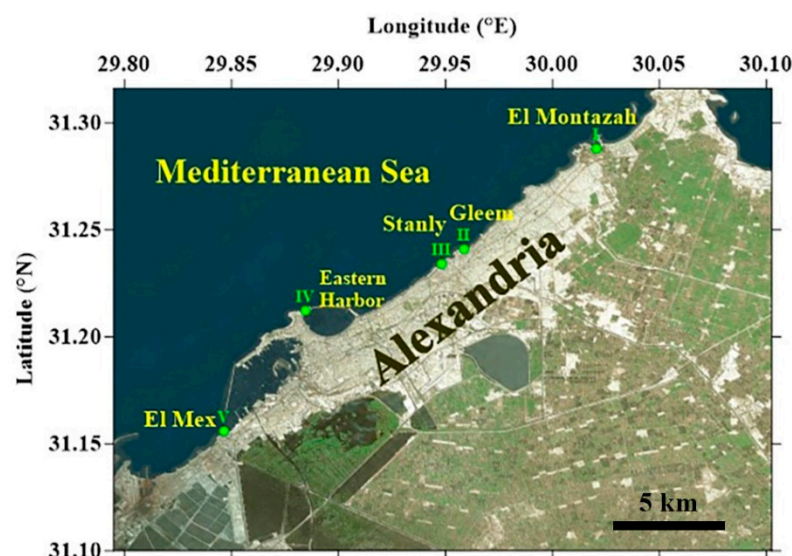 Longitude (°E)
29.80 29.85 29.90 29.95 30.00 30.05 30.10
31.30
31.25
31.20
31.15
31.10
Latitude (°N)
El Montazah
I
Mediterranean Sea
Gleem
Stanly
II
III
Eastern
Harbor
IV
Alexandria
El Mex
V
5 km